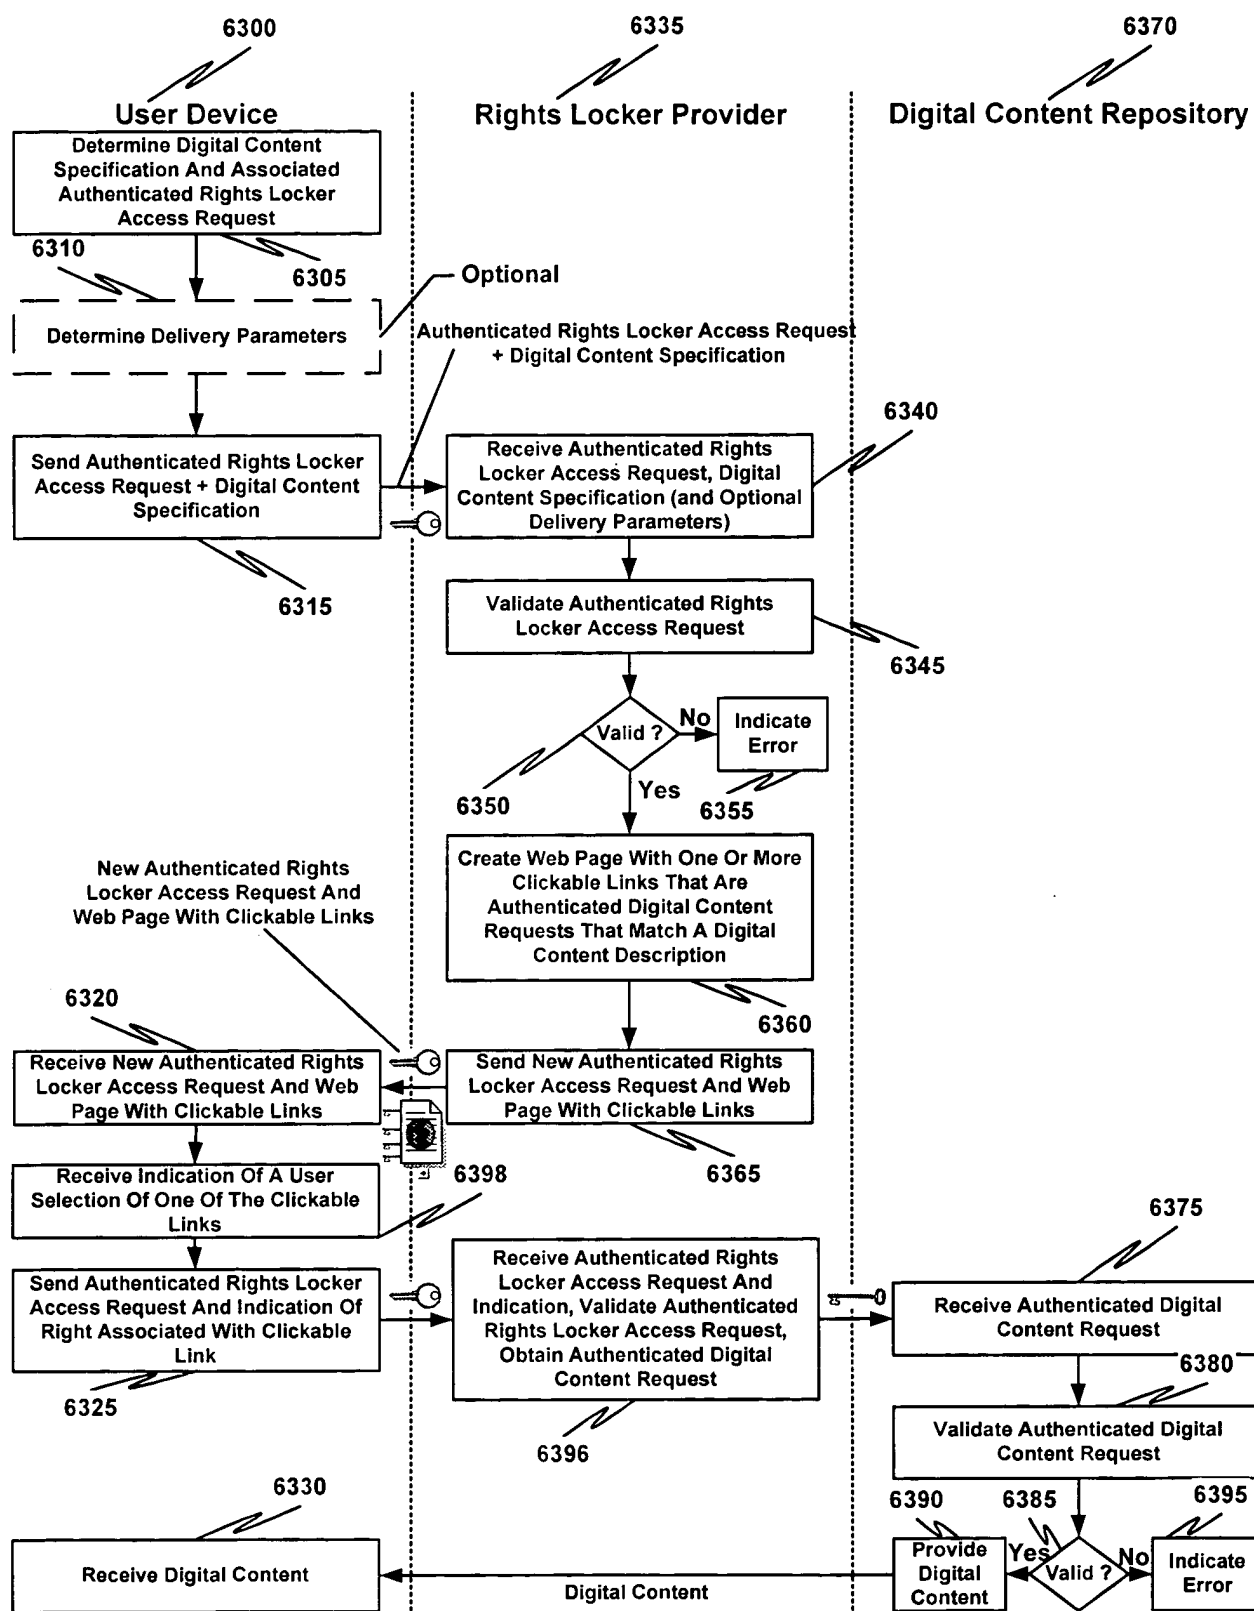 6300
6335
6370
User Device
Rights Locker Provider
Digital Content Repository
Determine Digital Content
Specification And Associated
Authenticated Rights Locker
Access Request
6310
6305
Optional
Determine Delivery Parameters
Authenticated Rights Locker Access Request
+ Digital Content Specification
6340
Send Authenticated Rights Locker
Access Request + Digital Content
Specification
Receive Authenticated Rights
Locker Access Request, Digital
Content Specification (and Optional
Delivery Parameters)
6315
Validate Authenticated Rights
Locker Access Request
6345
Valid ?
No
Indicate
Error
6350
Yes
6355
Create Web Page With One Or More
Clickable Links That Are
Authenticated Digital Content
Requests That Match A Digital
Content Description
New Authenticated Rights
Locker Access Request And
Web Page With Clickable Links
6320
6360
Receive New Authenticated Rights
Locker Access Request And Web
Page With Clickable Links
Send New Authenticated Rights
Locker Access Request And Web
Page With Clickable Links
6365
Receive Indication Of A User
Selection Of One Of The Clickable
Links
6398
6375
Send Authenticated Rights Locker
Access Request And Indication Of
Right Associated With Clickable
Link
Receive Authenticated Rights
Locker Access Request And
Indication, Validate Authenticated
Rights Locker Access Request,
Obtain Authenticated Digital
Content Request
Receive Authenticated Digital
Content Request
6325
6380
6396
Validate Authenticated Digital
Content Request
6330
6390
6385
6395
Receive Digital Content
Digital Content
Provide
Digital
Content
Yes
Valid ?
No
Indicate
Error